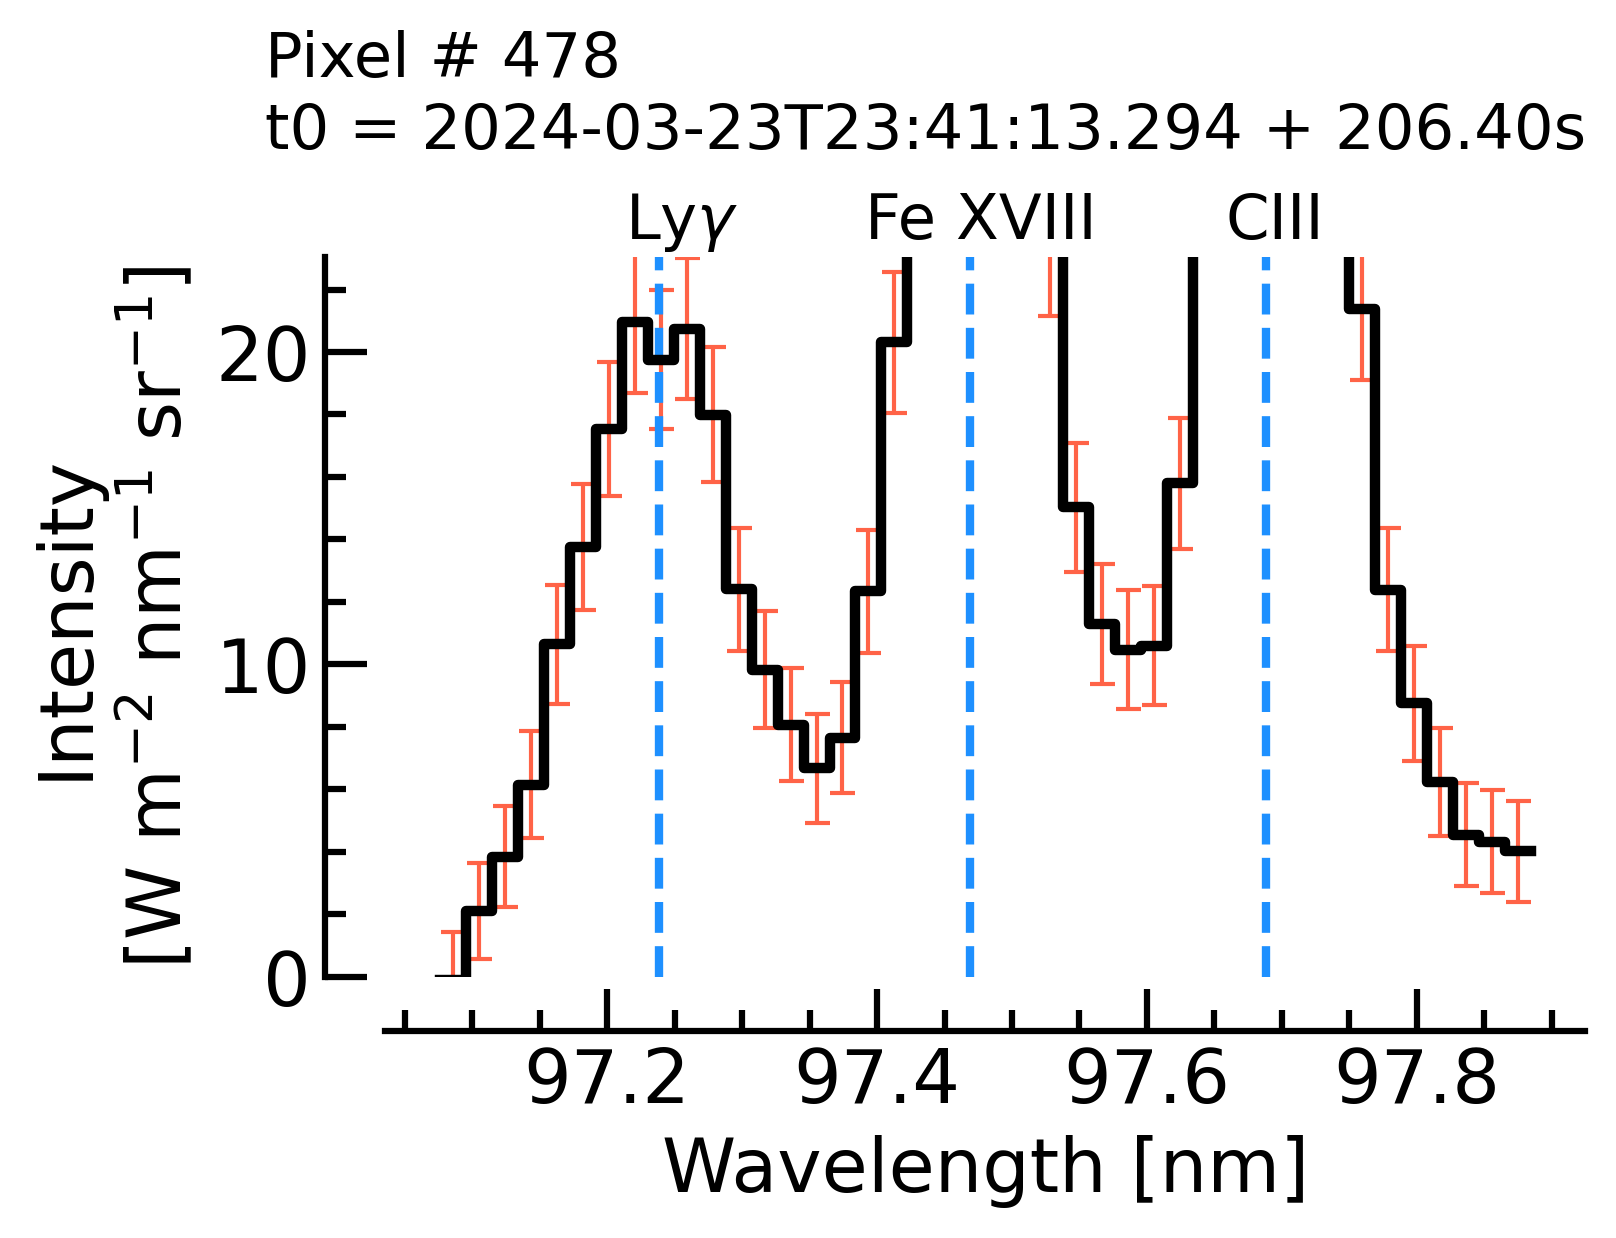 Pixel # 478
t0 = 2024-03-23T23:41:13.294 + 206.40s
Lyγ Fe XVIII CIII
Intensity
[W m⁻² nm⁻¹ sr⁻¹]
20
10
0
97.2 97.4 97.6 97.8
Wavelength [nm]